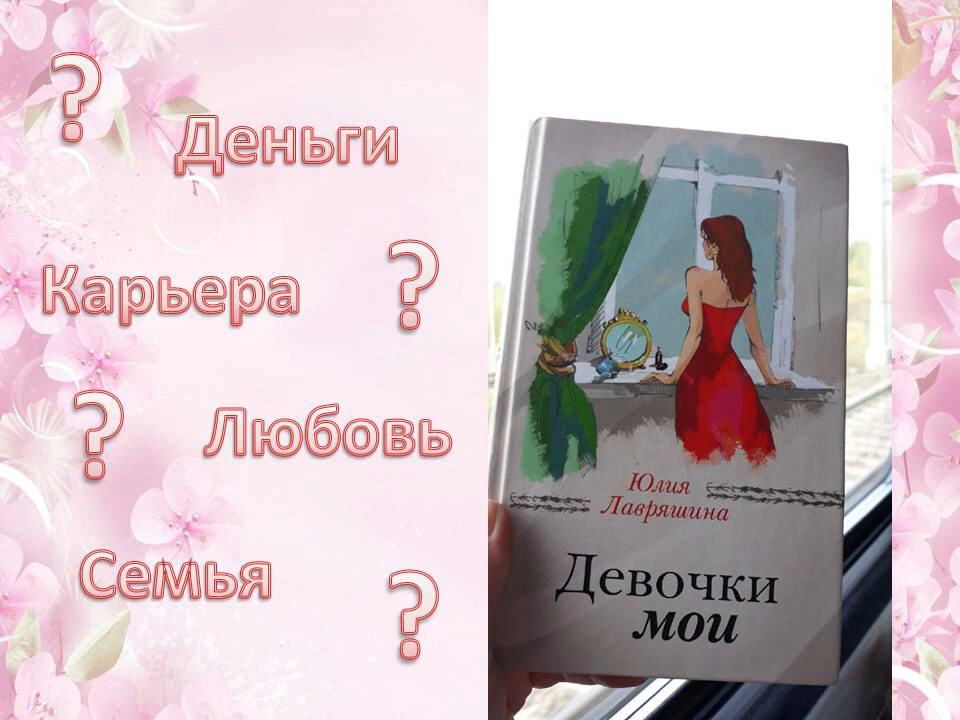 ?
Деньги
Карьера ?
? Любовь
Семья
?
Юлия
Лавряшина
Девочки
мои